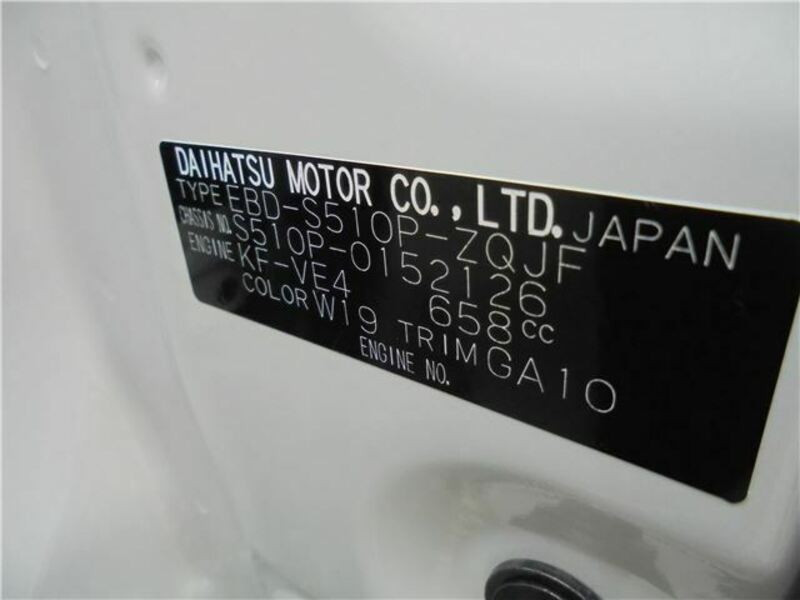 DAIHATSU MOTOR CO., LTD. JAPAN
TYPE EBD-S510P-ZQJF
CHASSIS NO. S510P-0152126
ENGINE KF-VE4 658cc
COLOR W19 TRIM GA10
ENGINE NO.